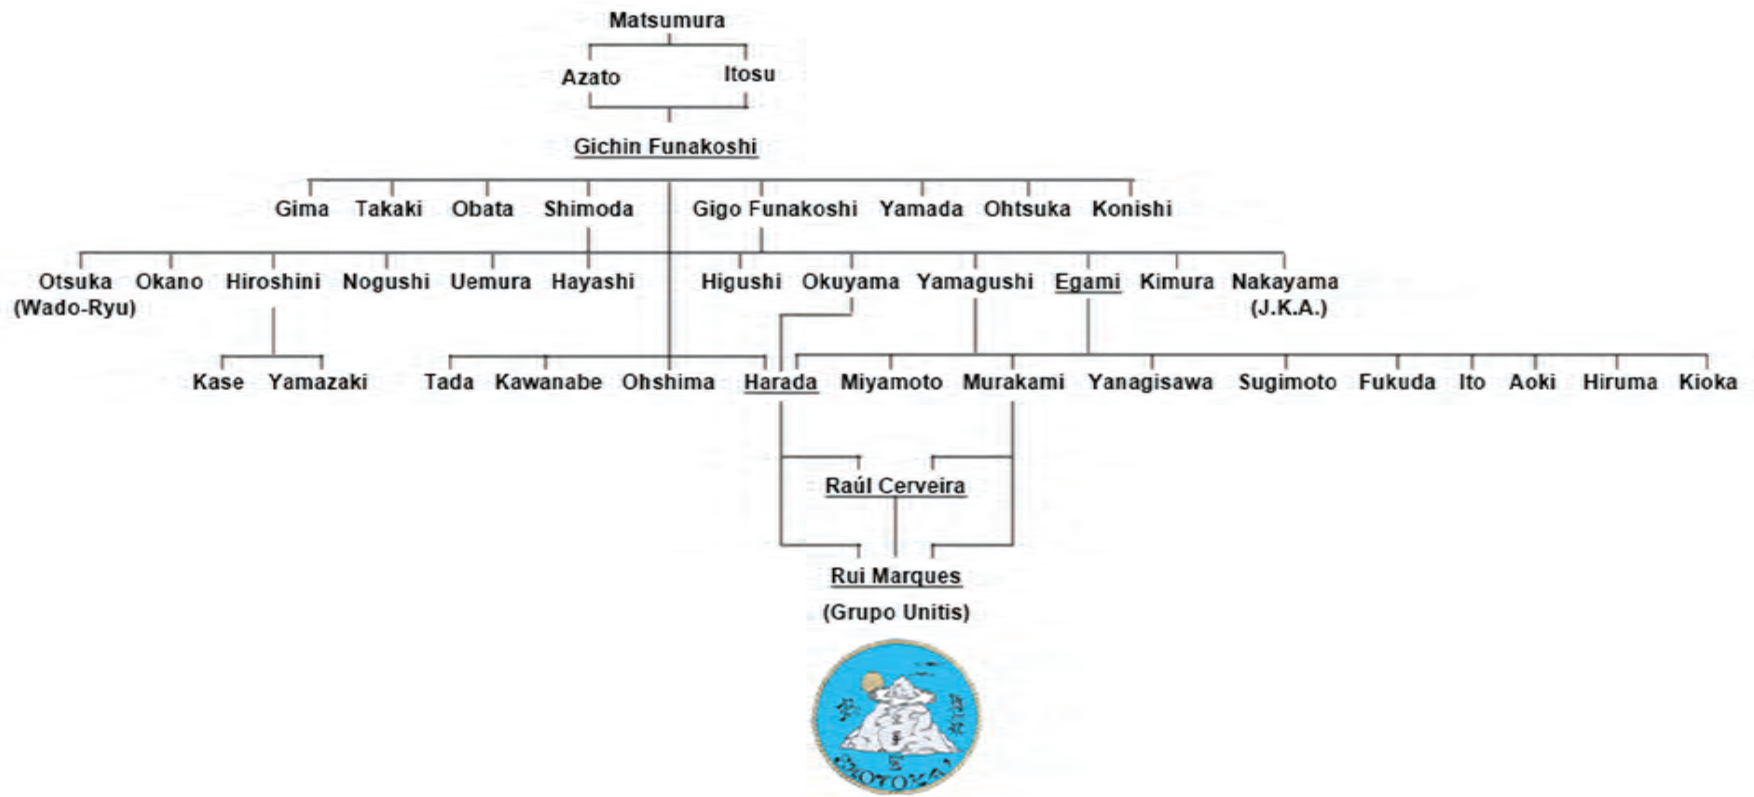 Matsumura
Azato Itosu
Gichin Funakoshi
Gima Takaki Obata Shimoda Gigo Funakoshi Yamada Ohtsuka Konishi
Otsuka Okano Hiroshini Nogushi Uemura Hayashi Higushi Okuyama Yamagushi Egami Kimura Nakayama
(Wado-Ryu) (J.K.A.)
Kase Yamazaki Tada Kawanabe Ohshima Harada Miyamoto Murakami Yanagisawa Sugimoto Fukuda Ito Aoki Hiruma Kioka
Raúl Cerveira
Rui Marques
(Grupo Unitis)
SHOTOKAI